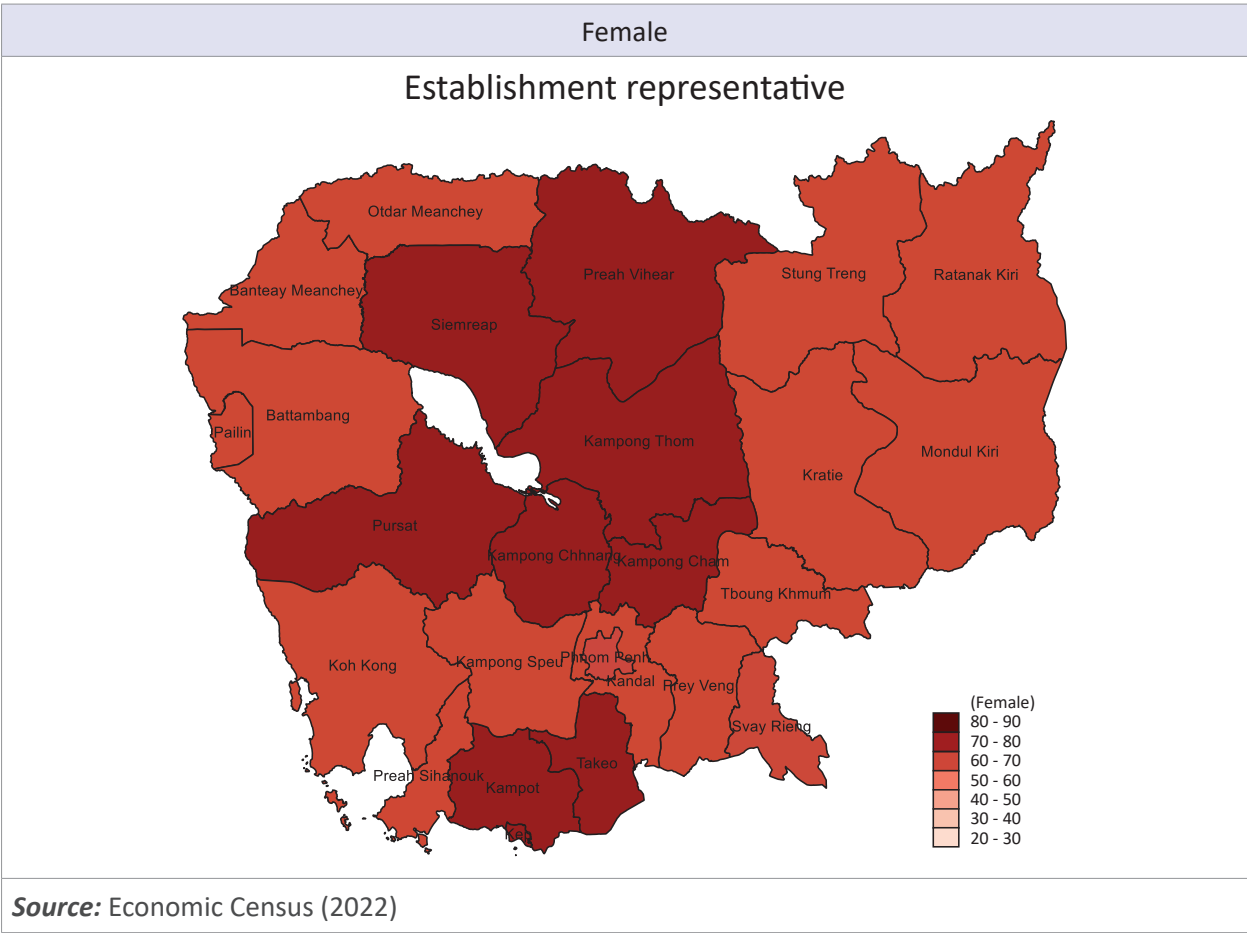 Female
Establishment representative
Otdar Meanchey
Preah Vihear
Stung Treng
Ratanak Kiri
Banteay Meanchey
Siemreap
Battambang
Pailin
Kampong Thom
Kratie
Mondul Kiri
Pursat
Kampong Chhnang
Kampong Cham
Tboung Khmum
Koh Kong
Kampong Speu
Phnom Penh
Kandal
Prey Veng
Svay Rieng
Preah Sihanouk
Kampot
Takeo
Kep
(Female)
80 - 90
70 - 80
60 - 70
50 - 60
40 - 50
30 - 40
20 - 30
Source: Economic Census (2022)